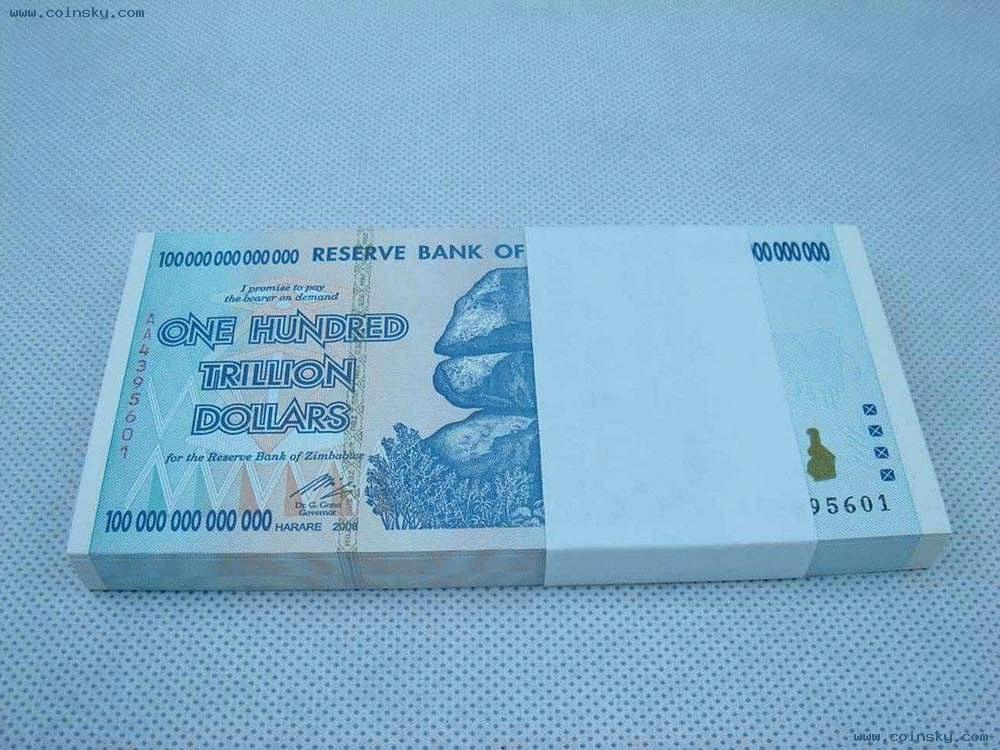 www.coinsky.com
100 000 000 000 000 RESERVE BANK OF
00 000 000
I promise to pay
the bearer on demand
ONE HUNDRED
TRILLION
DOLLARS
for the Reserve Bank of Zimbabwe
Dr. G. Gono
Governor
100 000 000 000 000 HARARE 2008
AA4395601
95601
www.coinsky.com